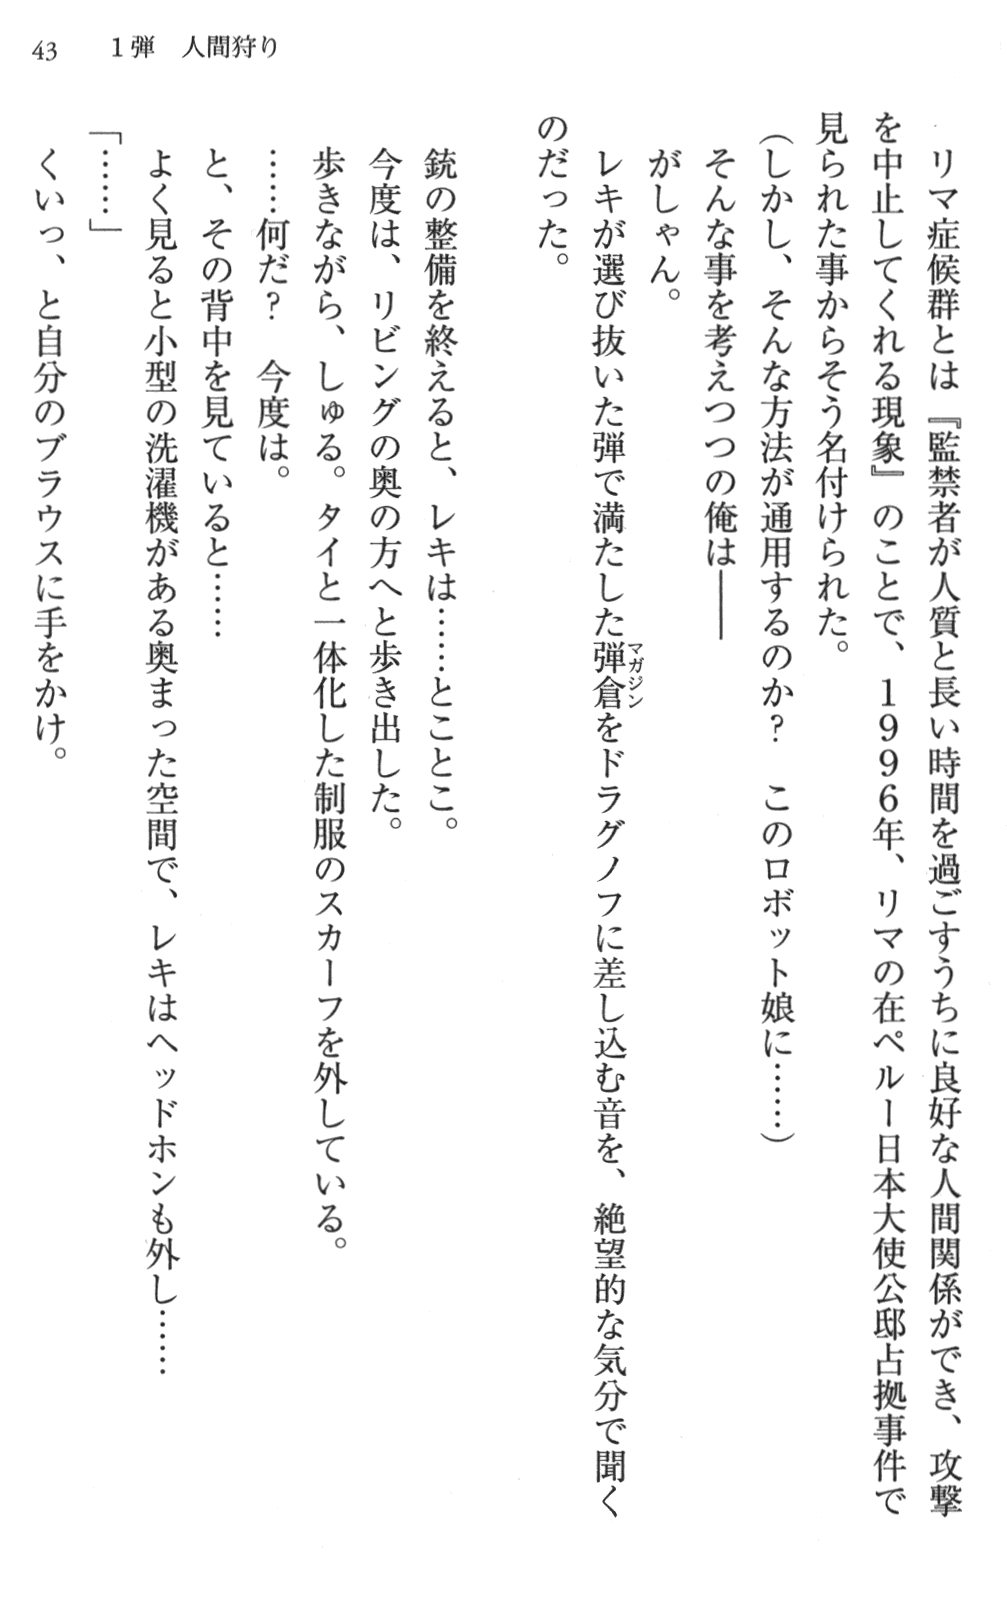 43　1弾　人間狩り
　リマ症候群とは『監禁者が人質と長い時間を過ごすうちに良好な人間関係ができ、攻撃
を中止してくれる現象』のことで、1996年、リマの在ペルー日本大使公邸占拠事件で
見られた事からそう名付けられた。
（しかし、そんな方法が通用するのか？　このロボット娘に……）
　そんな事を考えつつの俺は――
　がしゃん。
　レキが選び抜いた弾で満たした弾倉をドラグノフに差し込む音を、絶望的な気分で聞く
マガジン
のだった。
　銃の整備を終えると、レキは……とことこ。
　今度は、リビングの奥の方へと歩き出した。
　歩きながら、しゅる。タイと一体化した制服のスカーフを外している。
　……何だ？　今度は。
　と、その背中を見ていると……
　よく見ると小型の洗濯機がある奥まった空間で、レキはヘッドホンも外し……
「……」
　くいっ、と自分のブラウスに手をかけ。